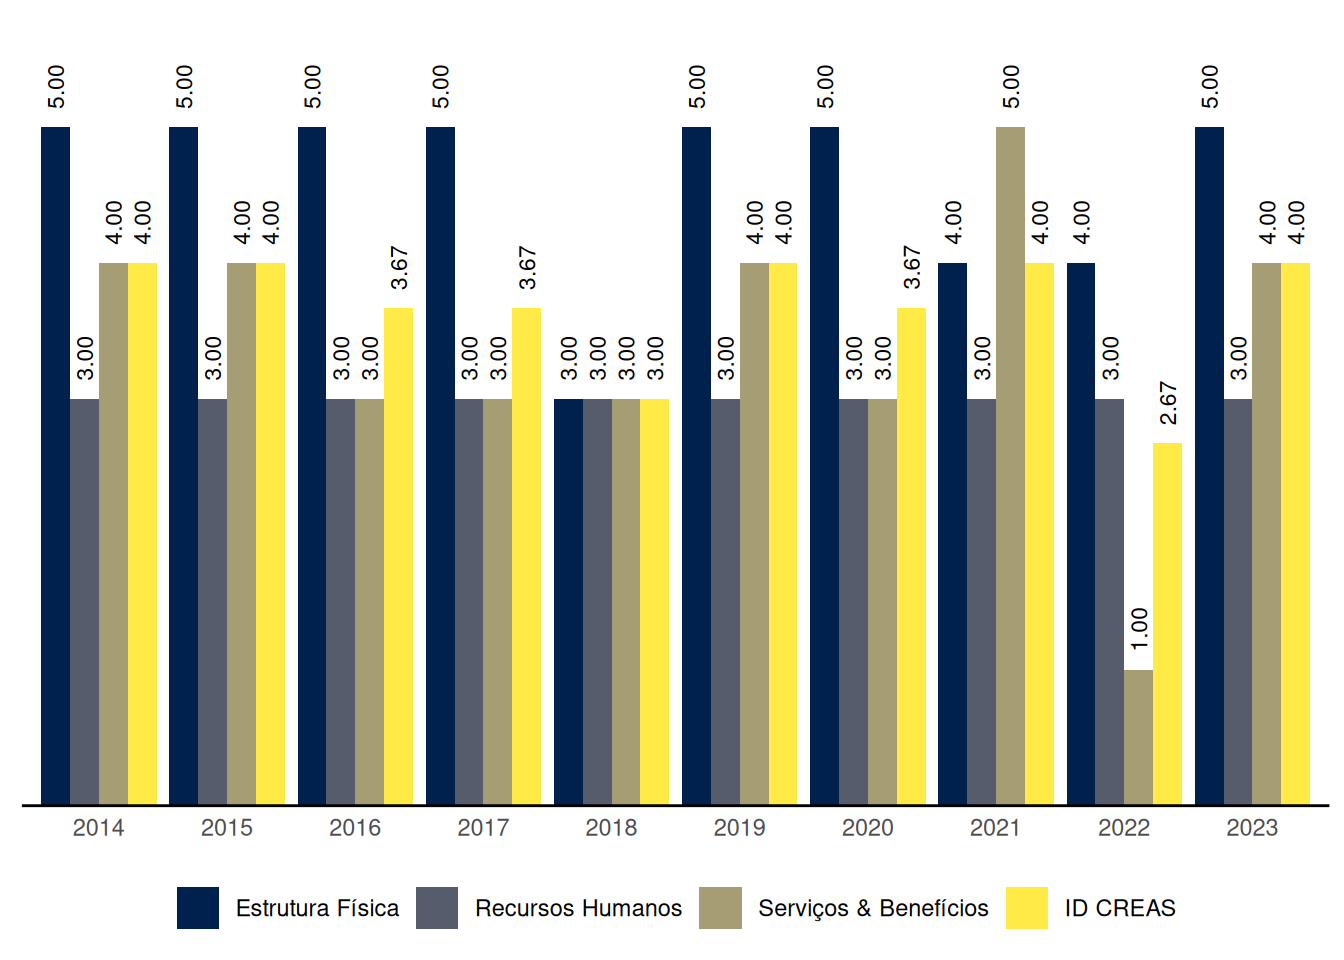 5.00 3.00 4.00 4.00 5.00 3.00 4.00 4.00 5.00 3.00 3.00 3.67 5.00 3.00 3.00 3.67 3.00 3.00 3.00 3.00 5.00 3.00 4.00 4.00 5.00 3.00 3.00 3.67 4.00 3.00 5.00 4.00 4.00 3.00 1.00 2.67 5.00 3.00 4.00 4.00
2014 2015 2016 2017 2018 2019 2020 2021 2022 2023
Estrutura Física Recursos Humanos Serviços & Benefícios ID CREAS